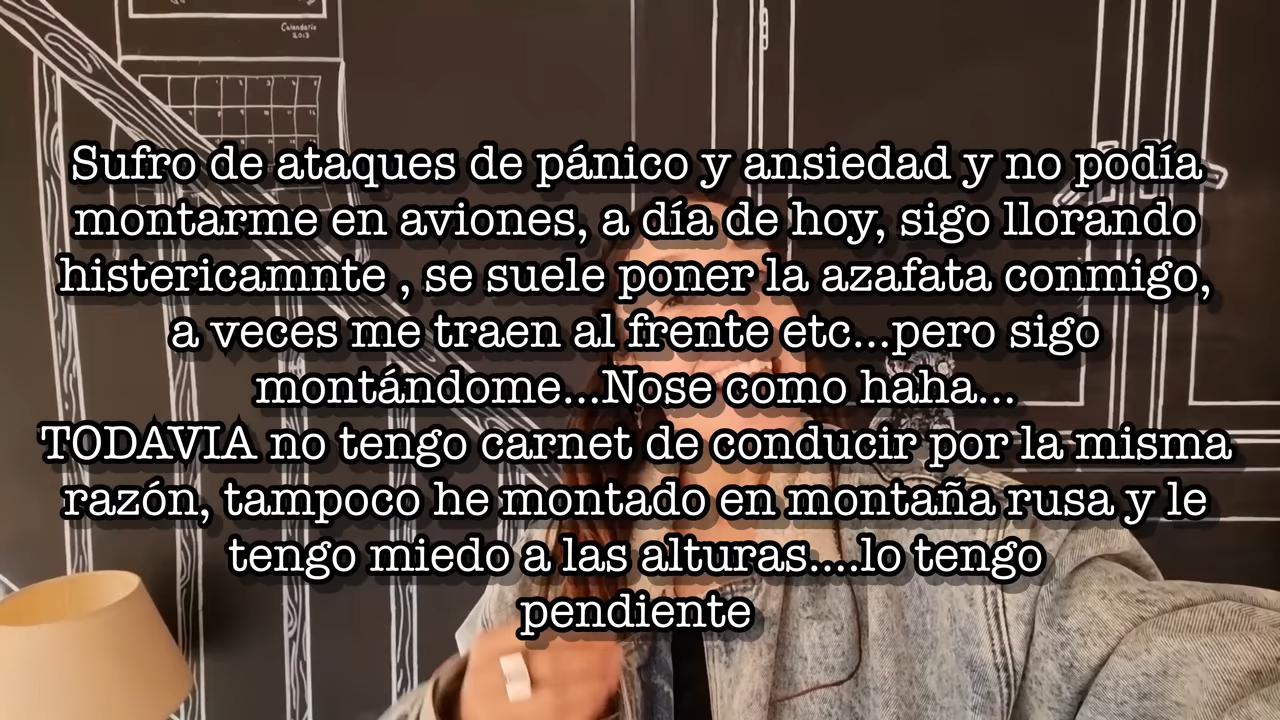 Calendario
2013
Sufro de ataques de pánico y ansiedad y no podía
montarme en aviones, a día de hoy, sigo llorando
histericamnte , se suele poner la azafata conmigo,
a veces me traen al frente etc...pero sigo
montándome...Nose como haha...
TODAVIA no tengo carnet de conducir por la misma
razón, tampoco he montado en montaña rusa y le
tengo miedo a las alturas....lo tengo
pendiente